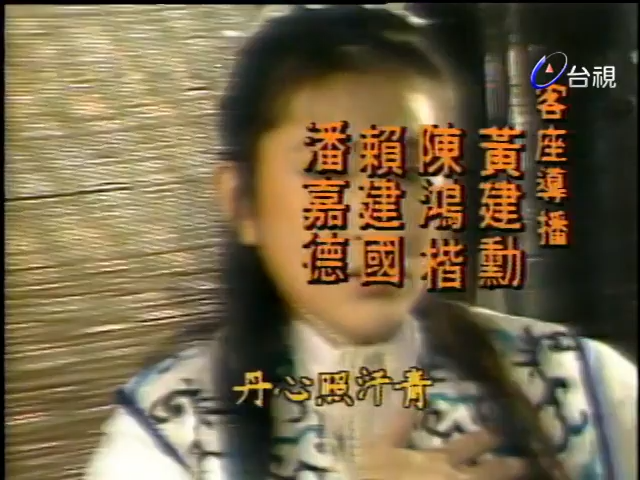 台視
客座導播
黃建勳
陳鴻楷
賴建國
潘嘉德
丹心照汗青